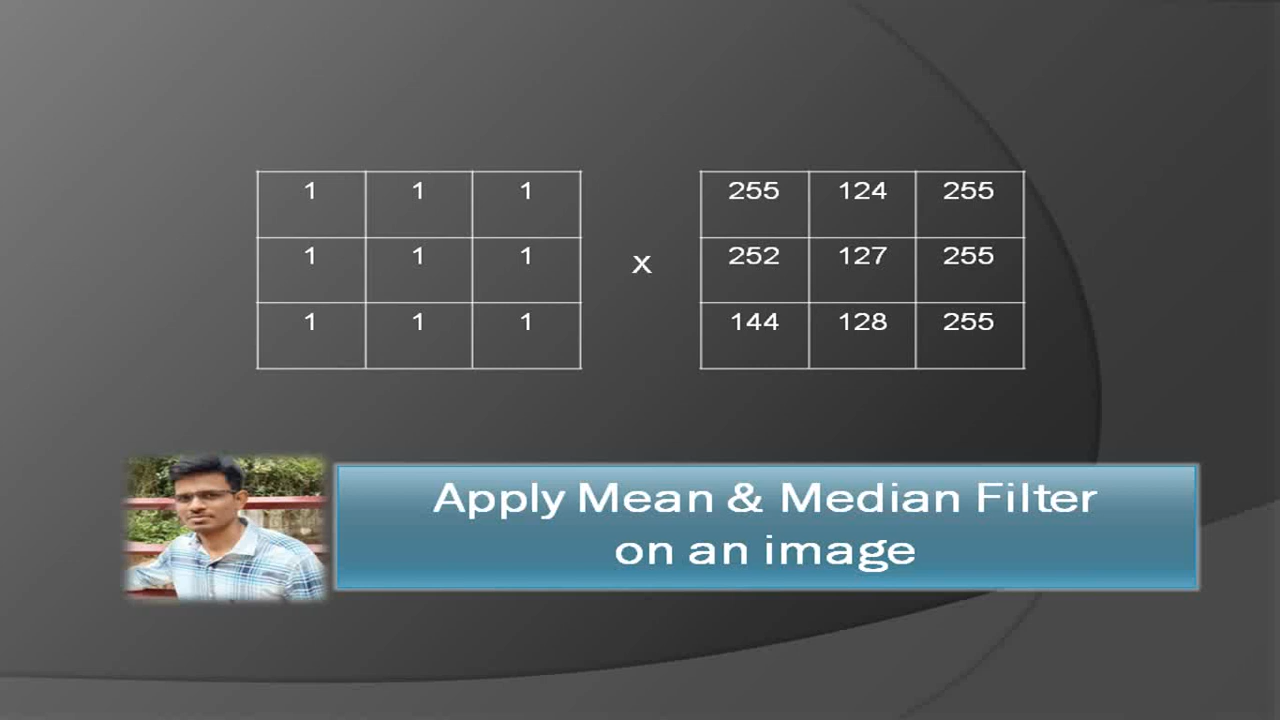 1 1 1 255 124 255
1 1 1 x 252 127 255
1 1 1 144 128 255
Apply Mean & Median Filter
on an image